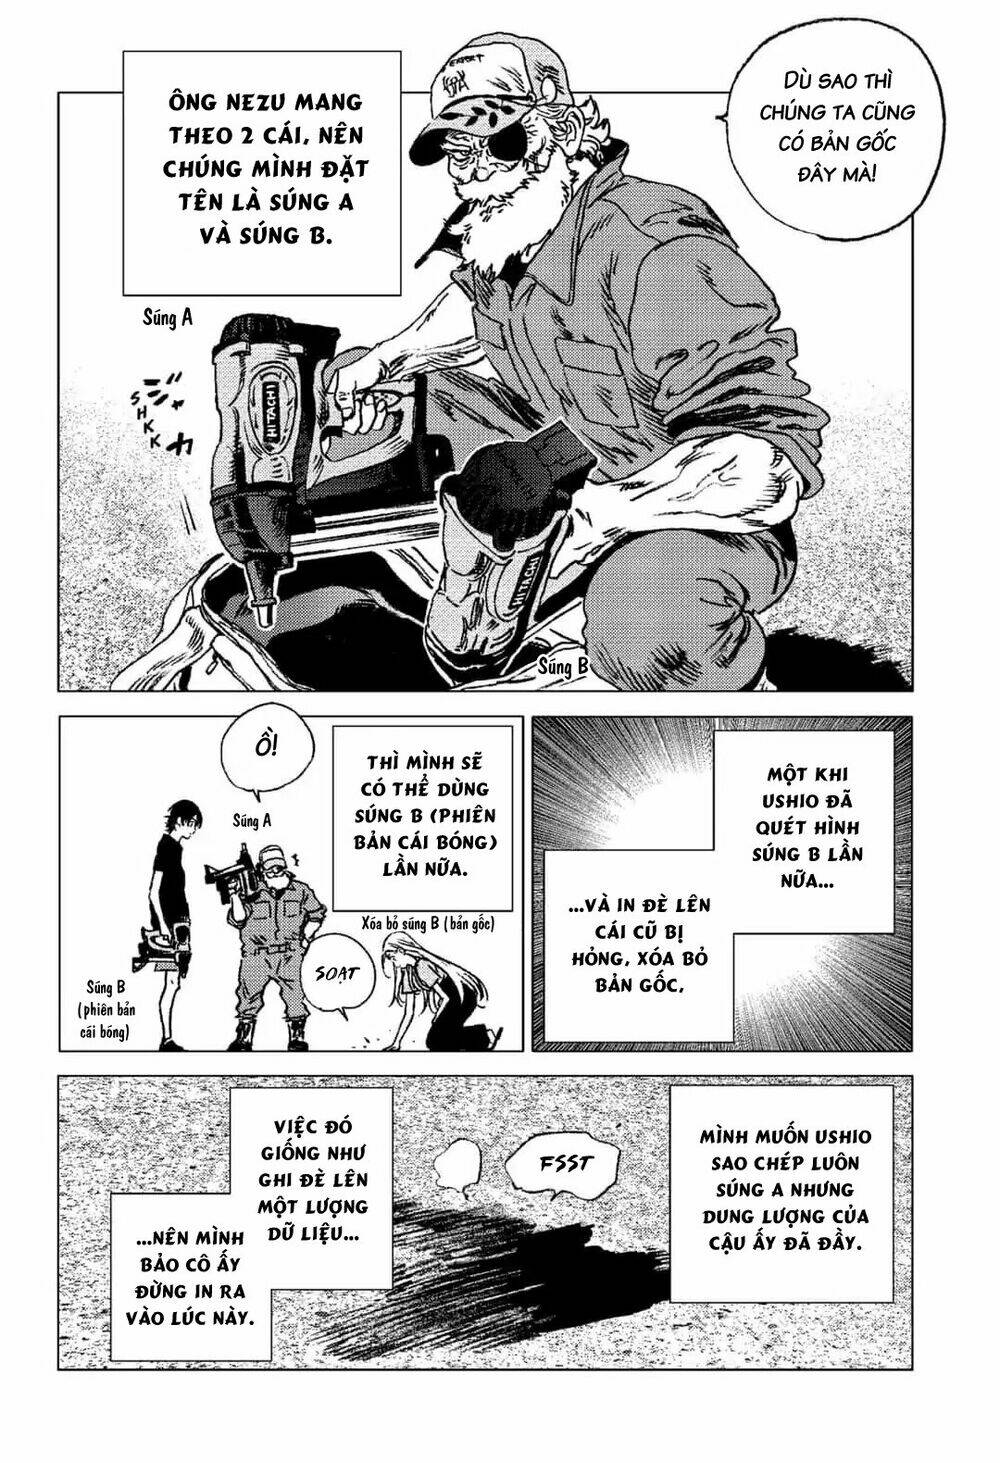 DÙ SAO THÌ
CHÚNG TA CŨNG
CÓ BẢN GỐC
ĐÂY MÀ!
EXPERT
ÔNG NEZU MANG
THEO 2 CÁI, NÊN
CHÚNG MÌNH ĐẶT
TÊN LÀ SÚNG A
VÀ SÚNG B.
Súng A
SHKK
HITACHI
HITACHI
HITACHI
Súng B
MỘT KHI
USHIO ĐÃ
QUÉT HÌNH
SÚNG B LẦN
NỮA...
...VÀ IN ĐÈ LÊN
CÁI CŨ BỊ
HỎNG, XÓA BỎ
BẢN GỐC,
THÌ MÌNH SẼ
CÓ THỂ DÙNG
SÚNG B (PHIÊN
BẢN CÁI BÓNG)
LẦN NỮA.
Xóa bỏ súng B (bản gốc)
Ồ!
Súng A
SOẠT
Súng B
(phiên bản
cái bóng)
MÌNH MUỐN USHIO
SAO CHÉP LUÔN
SÚNG A NHƯNG
DUNG LƯỢNG CỦA
CẬU ẤY ĐÃ ĐẦY.
FSST
VIỆC ĐÓ
GIỐNG NHƯ
GHI ĐÈ LÊN
MỘT LƯỢNG
DỮ LIỆU...
...NÊN MÌNH
BẢO CÔ ẤY
ĐỪNG IN RA
VÀO LÚC NÀY.